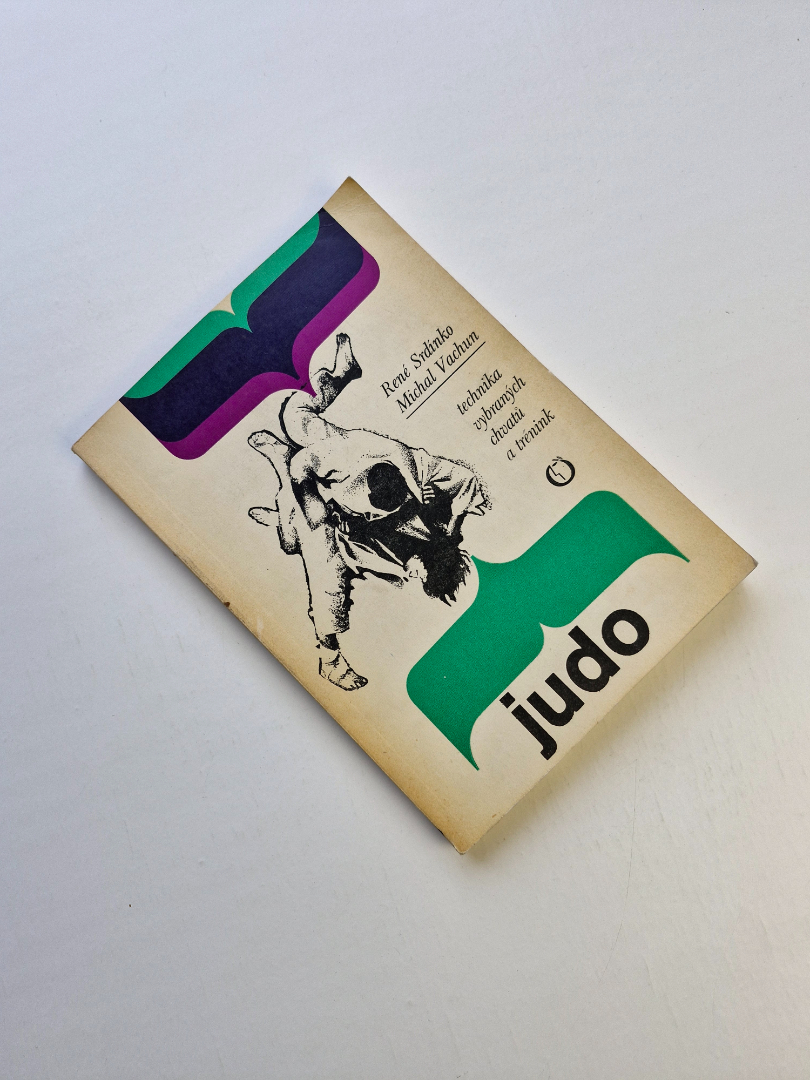 René Srdínko
Michal Vachun
technika
vybraných
chvatů
a trénink
judo